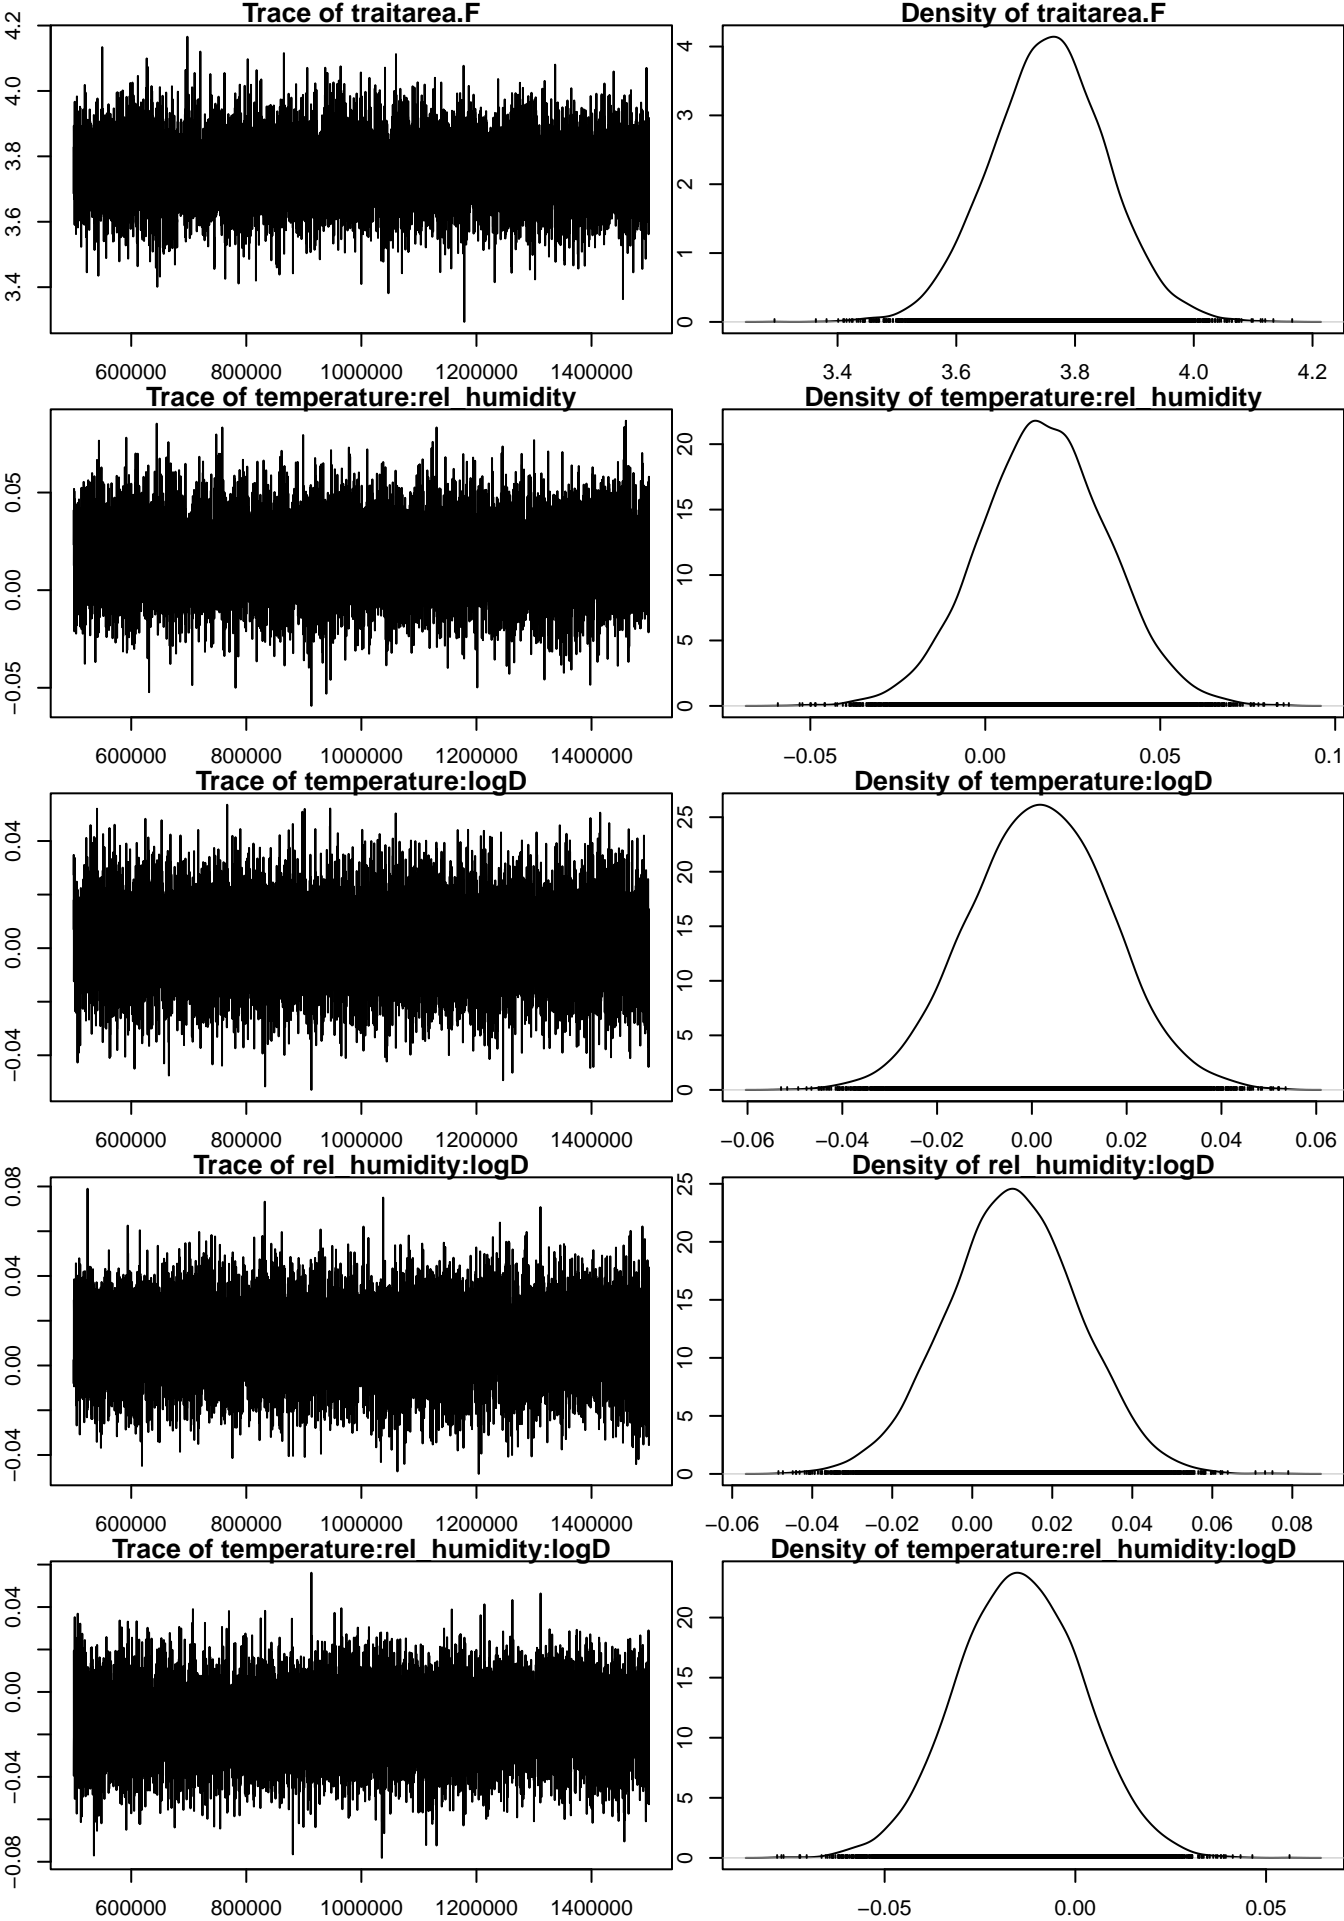 Trace of traitarea.F
Density of traitarea.F
3.4 3.6 3.8 4.0 4.2
600000 800000 1000000 1200000 1400000
0 1 2 3 4
3.4 3.6 3.8 4.0 4.2
Trace of temperature:rel_humidity
Density of temperature:rel_humidity
−0.05 0.00 0.05
600000 800000 1000000 1200000 1400000
0 5 10 15 20
−0.05 0.00 0.05 0.1
Trace of temperature:logD
Density of temperature:logD
−0.04 0.00 0.04
600000 800000 1000000 1200000 1400000
0 5 10 15 20 25
−0.06 −0.04 −0.02 0.00 0.02 0.04 0.06
Trace of rel_humidity:logD
Density of rel_humidity:logD
−0.04 0.00 0.04 0.08
600000 800000 1000000 1200000 1400000
0 5 10 15 20 25
−0.06 −0.04 −0.02 0.00 0.02 0.04 0.06 0.08
Trace of temperature:rel_humidity:logD
Density of temperature:rel_humidity:logD
−0.08 −0.04 0.00 0.04
600000 800000 1000000 1200000 1400000
0 5 10 15 20
−0.05 0.00 0.05